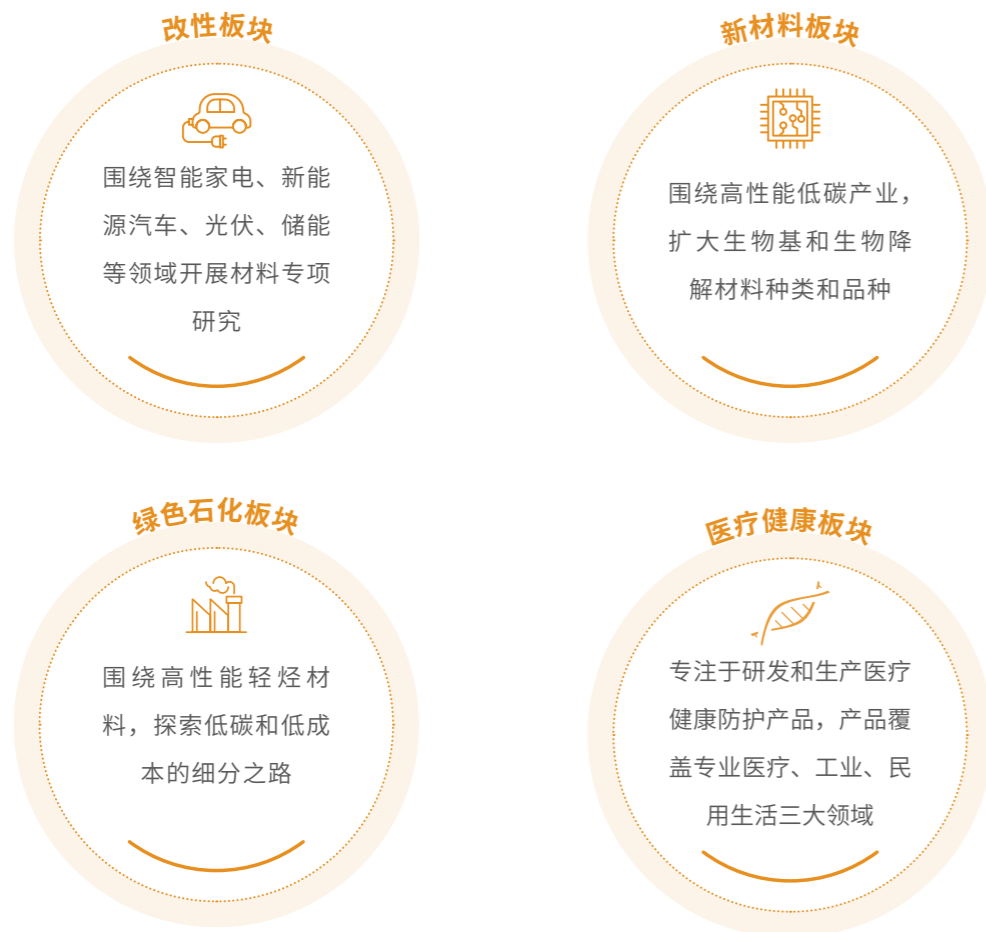 改性板块
围绕智能家电、新能
源汽车、光伏、储能
等领域开展材料专项
研究
新材料板块
围绕高性能低碳产业，
扩大生物基和生物降
解材料种类和品种
绿色石化板块
围绕高性能轻烃材
料，探索低碳和低成
本的细分之路
医疗健康板块
专注于研发和生产医疗
健康防护产品，产品覆
盖专业医疗、工业、民
用生活三大领域